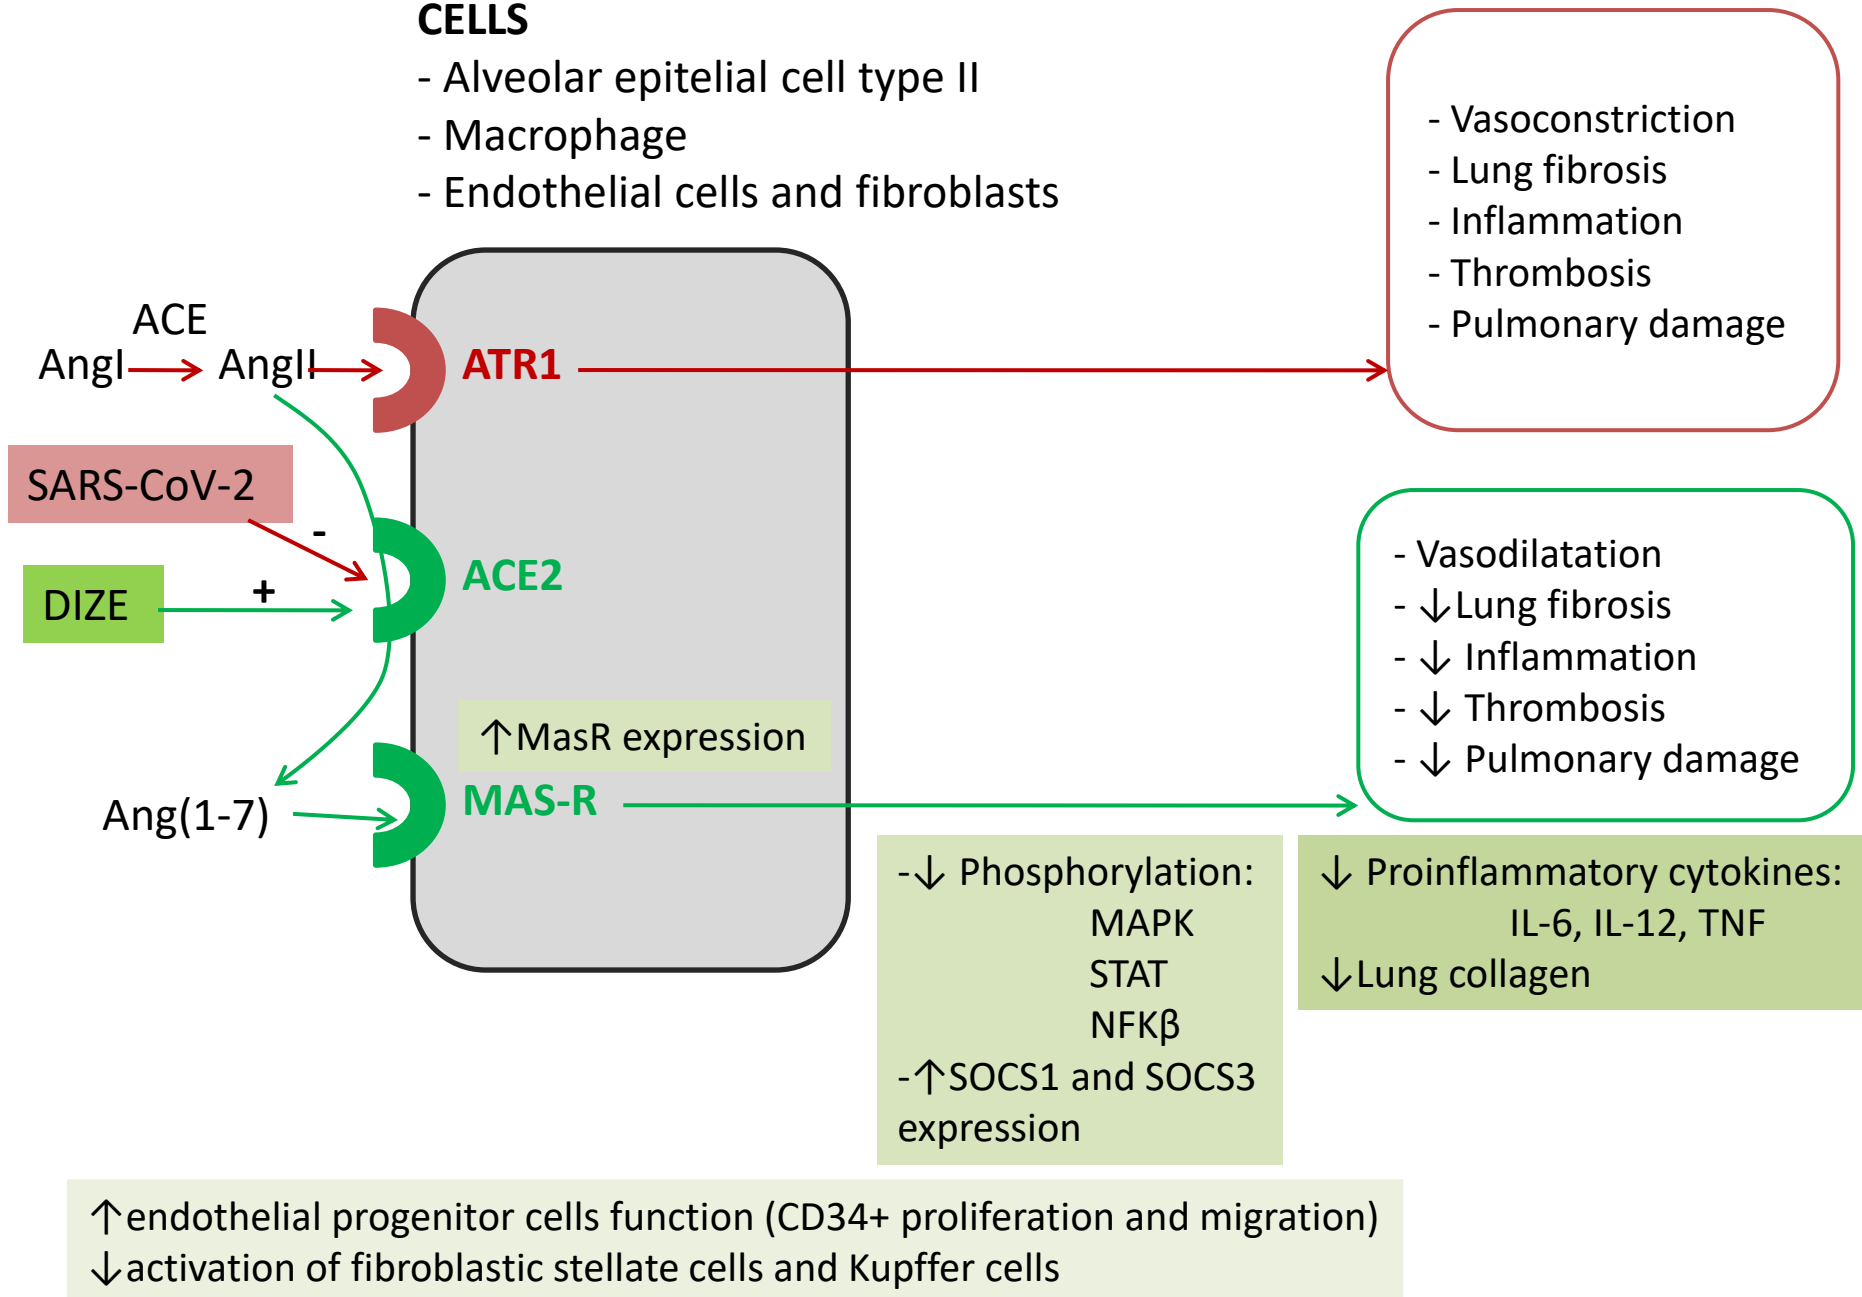 CELLS
- Alveolar epitelial cell type II
- Macrophage
- Endothelial cells and fibroblasts
- Vasoconstriction
- Lung fibrosis
- Inflammation
- Thrombosis
- Pulmonary damage
ACE
AngI
AngII
ATR1
SARS-CoV-2
-
DIZE
+
ACE2
- Vasodilatation
- ↓Lung fibrosis
- ↓ Inflammation
- ↓ Thrombosis
- ↓ Pulmonary damage
↑MasR expression
MAS-R
Ang(1-7)
-↓ Phosphorylation:
MAPK
STAT
NFKβ
-↑SOCS1 and SOCS3
expression
↓ Proinflammatory cytokines:
IL-6, IL-12, TNF
↓Lung collagen
↑endothelial progenitor cells function (CD34+ proliferation and migration)
↓activation of fibroblastic stellate cells and Kupffer cells